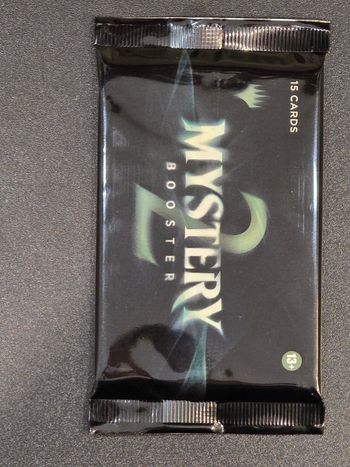 15 CARDS
2
MYSTERY
BOOSTER
13+